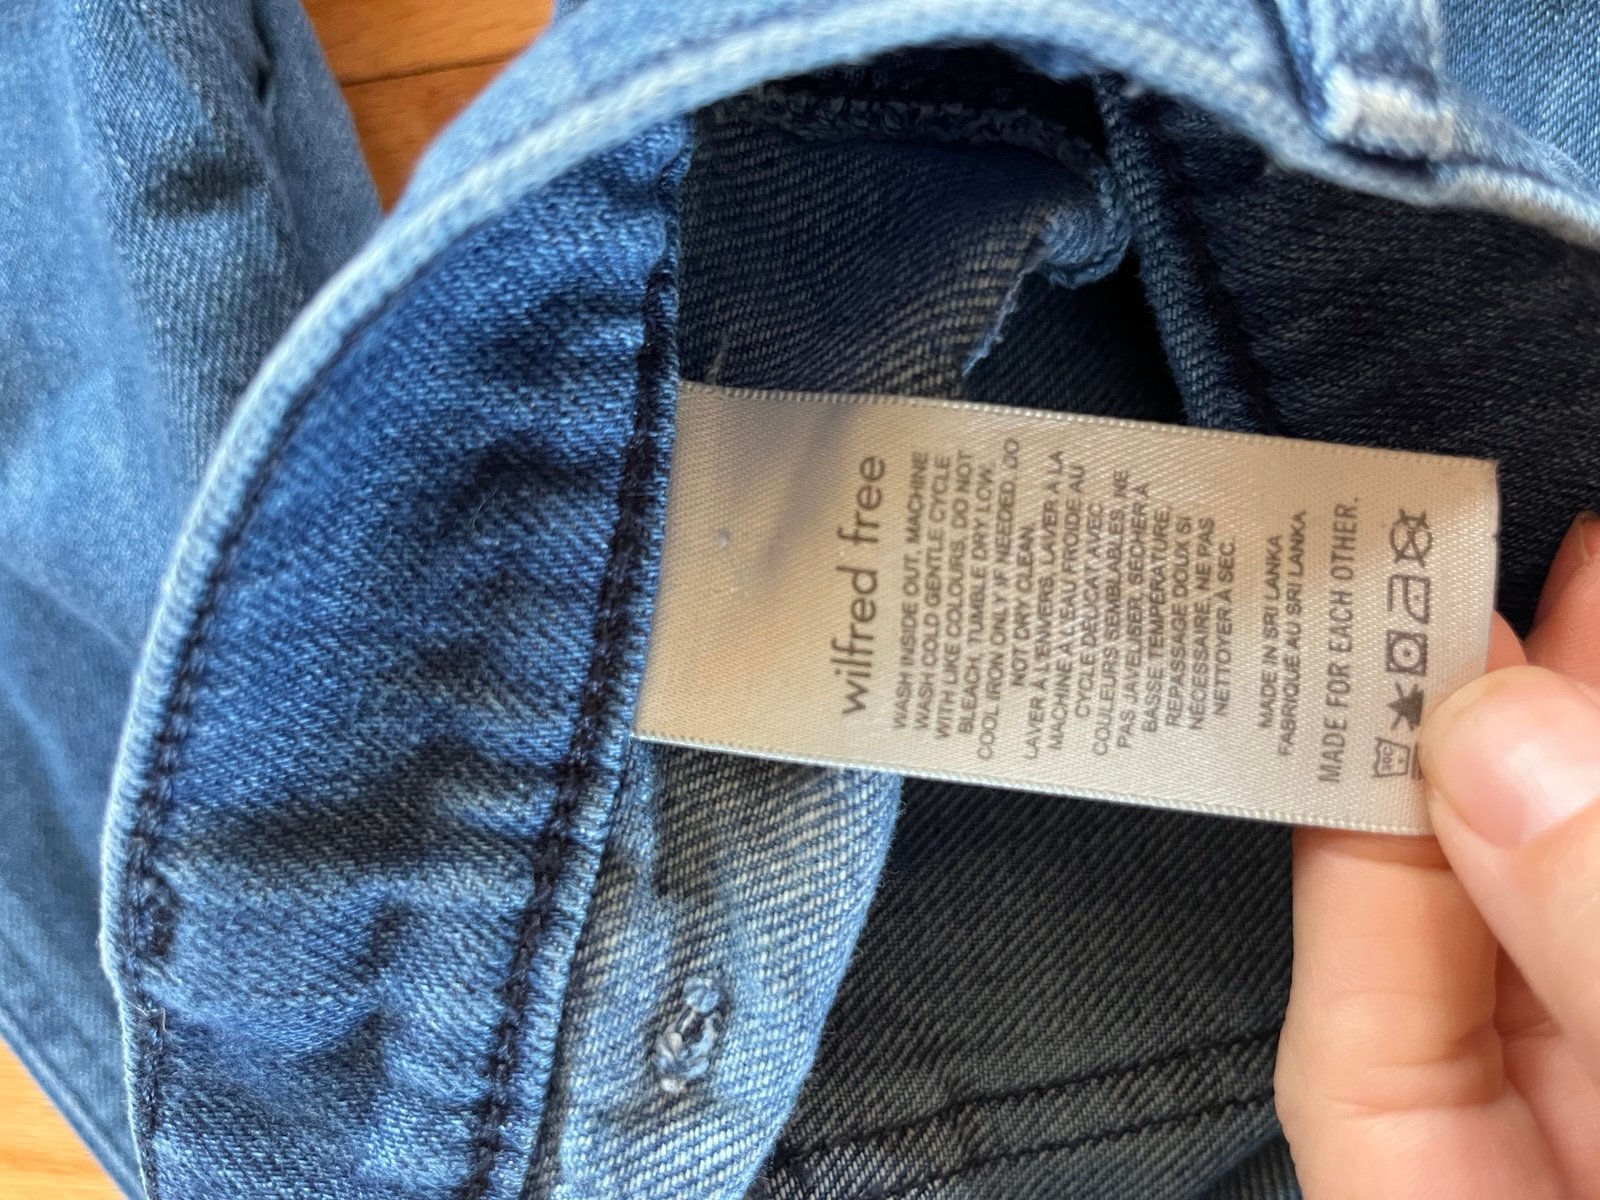 wilfred free
WASH INSIDE OUT. MACHINE
WASH COLD GENTLE CYCLE
WITH LIKE COLOURS. DO NOT
BLEACH. TUMBLE DRY LOW.
COOL IRON ONLY IF NEEDED. DO
NOT DRY CLEAN.
LAVER À L'ENVERS. LAVER À LA
MACHINE À L'EAU FROIDE AU
CYCLE DÉLICAT AVEC
COULEURS SEMBLABLES. NE
PAS JAVELISER. SÉCHER À
BASSE TEMPÉRATURE.
REPASSAGE DOUX SI
NÉCESSAIRE. NE PAS
NETTOYER À SEC.
MADE IN SRI LANKA
FABRIQUÉ AU SRI LANKA
MADE FOR EACH OTHER.
30C